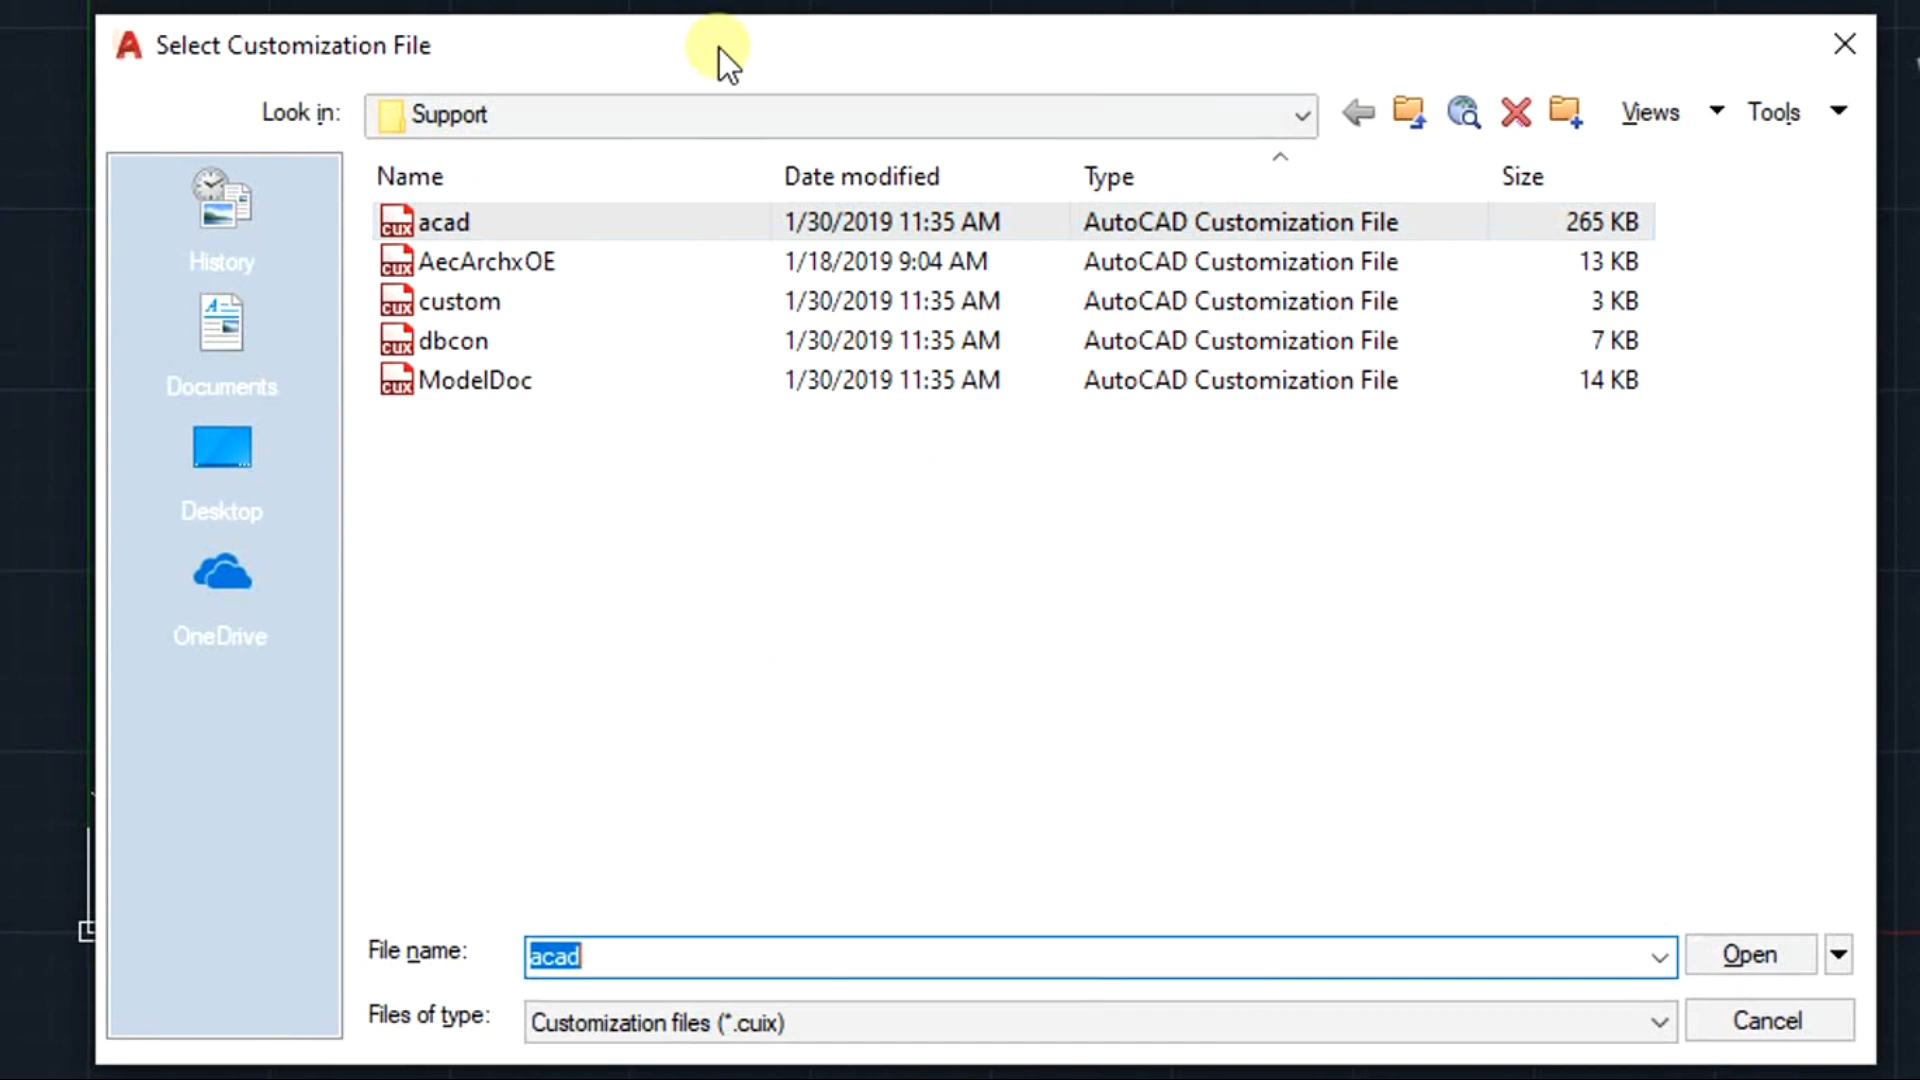 Select Customization File
Look in: Support Views Tools
Name Date modified Type Size
acad 1/30/2019 11:35 AM AutoCAD Customization File 265 KB
AecArchxOE 1/18/2019 9:04 AM AutoCAD Customization File 13 KB
custom 1/30/2019 11:35 AM AutoCAD Customization File 3 KB
dbcon 1/30/2019 11:35 AM AutoCAD Customization File 7 KB
ModelDoc 1/30/2019 11:35 AM AutoCAD Customization File 14 KB
History
Documents
Desktop
OneDrive
File name: acad Open
Files of type: Customization files (*.cuix) Cancel